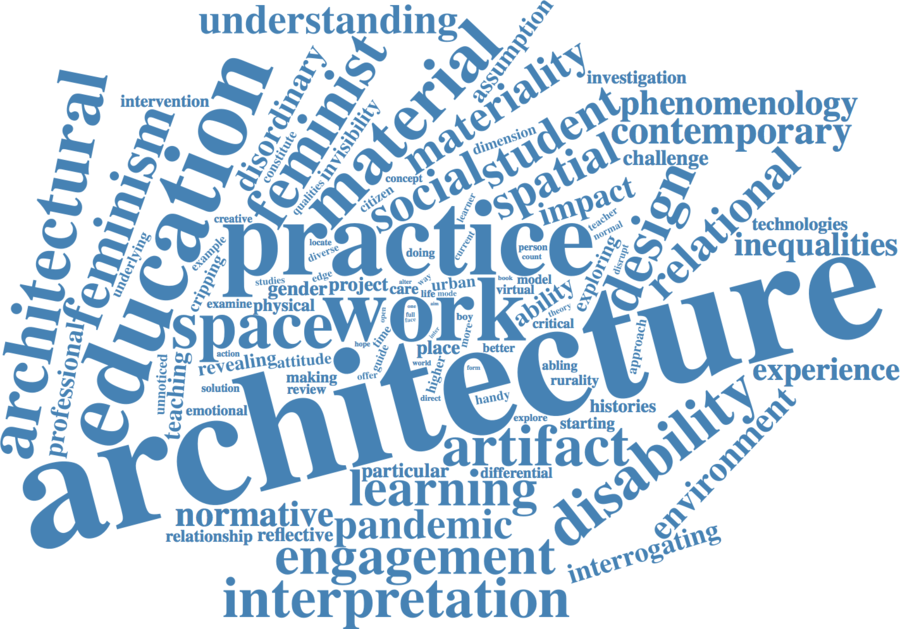 understanding
assumption
intervention
architectural
feminism
education
disordinary
constitute
feminist
qualities
invisibility
material
materiality
investigation
phenomenology
contemporary
dimension
student
challenge
concept
citizen
social
spatial
learner
impact
teacher
normal
relational
design
technologies
inequalities
underlying
creative
example
cripping
practice
locate
diverse
doing
current
person
count
exploring
disrupt
studies
edge
gender
project
care
after
way
life
mode
urban
book
model
virtual
ability
theory
critical
examine
physical
space
work
open
full
face
boy
professional
unnoticed
teaching
action
revealing
attitude
hope
time
guide
offer
place
more
world
better
higher
form
abling
rurality
approach
experience
solution
making
review
direct
handy
emotional
explore
histories
starting
architecture
artifact
disability
environment
particular
differential
learning
normative
pandemic
relationship
reflective
engagement
interrogating
interpretation